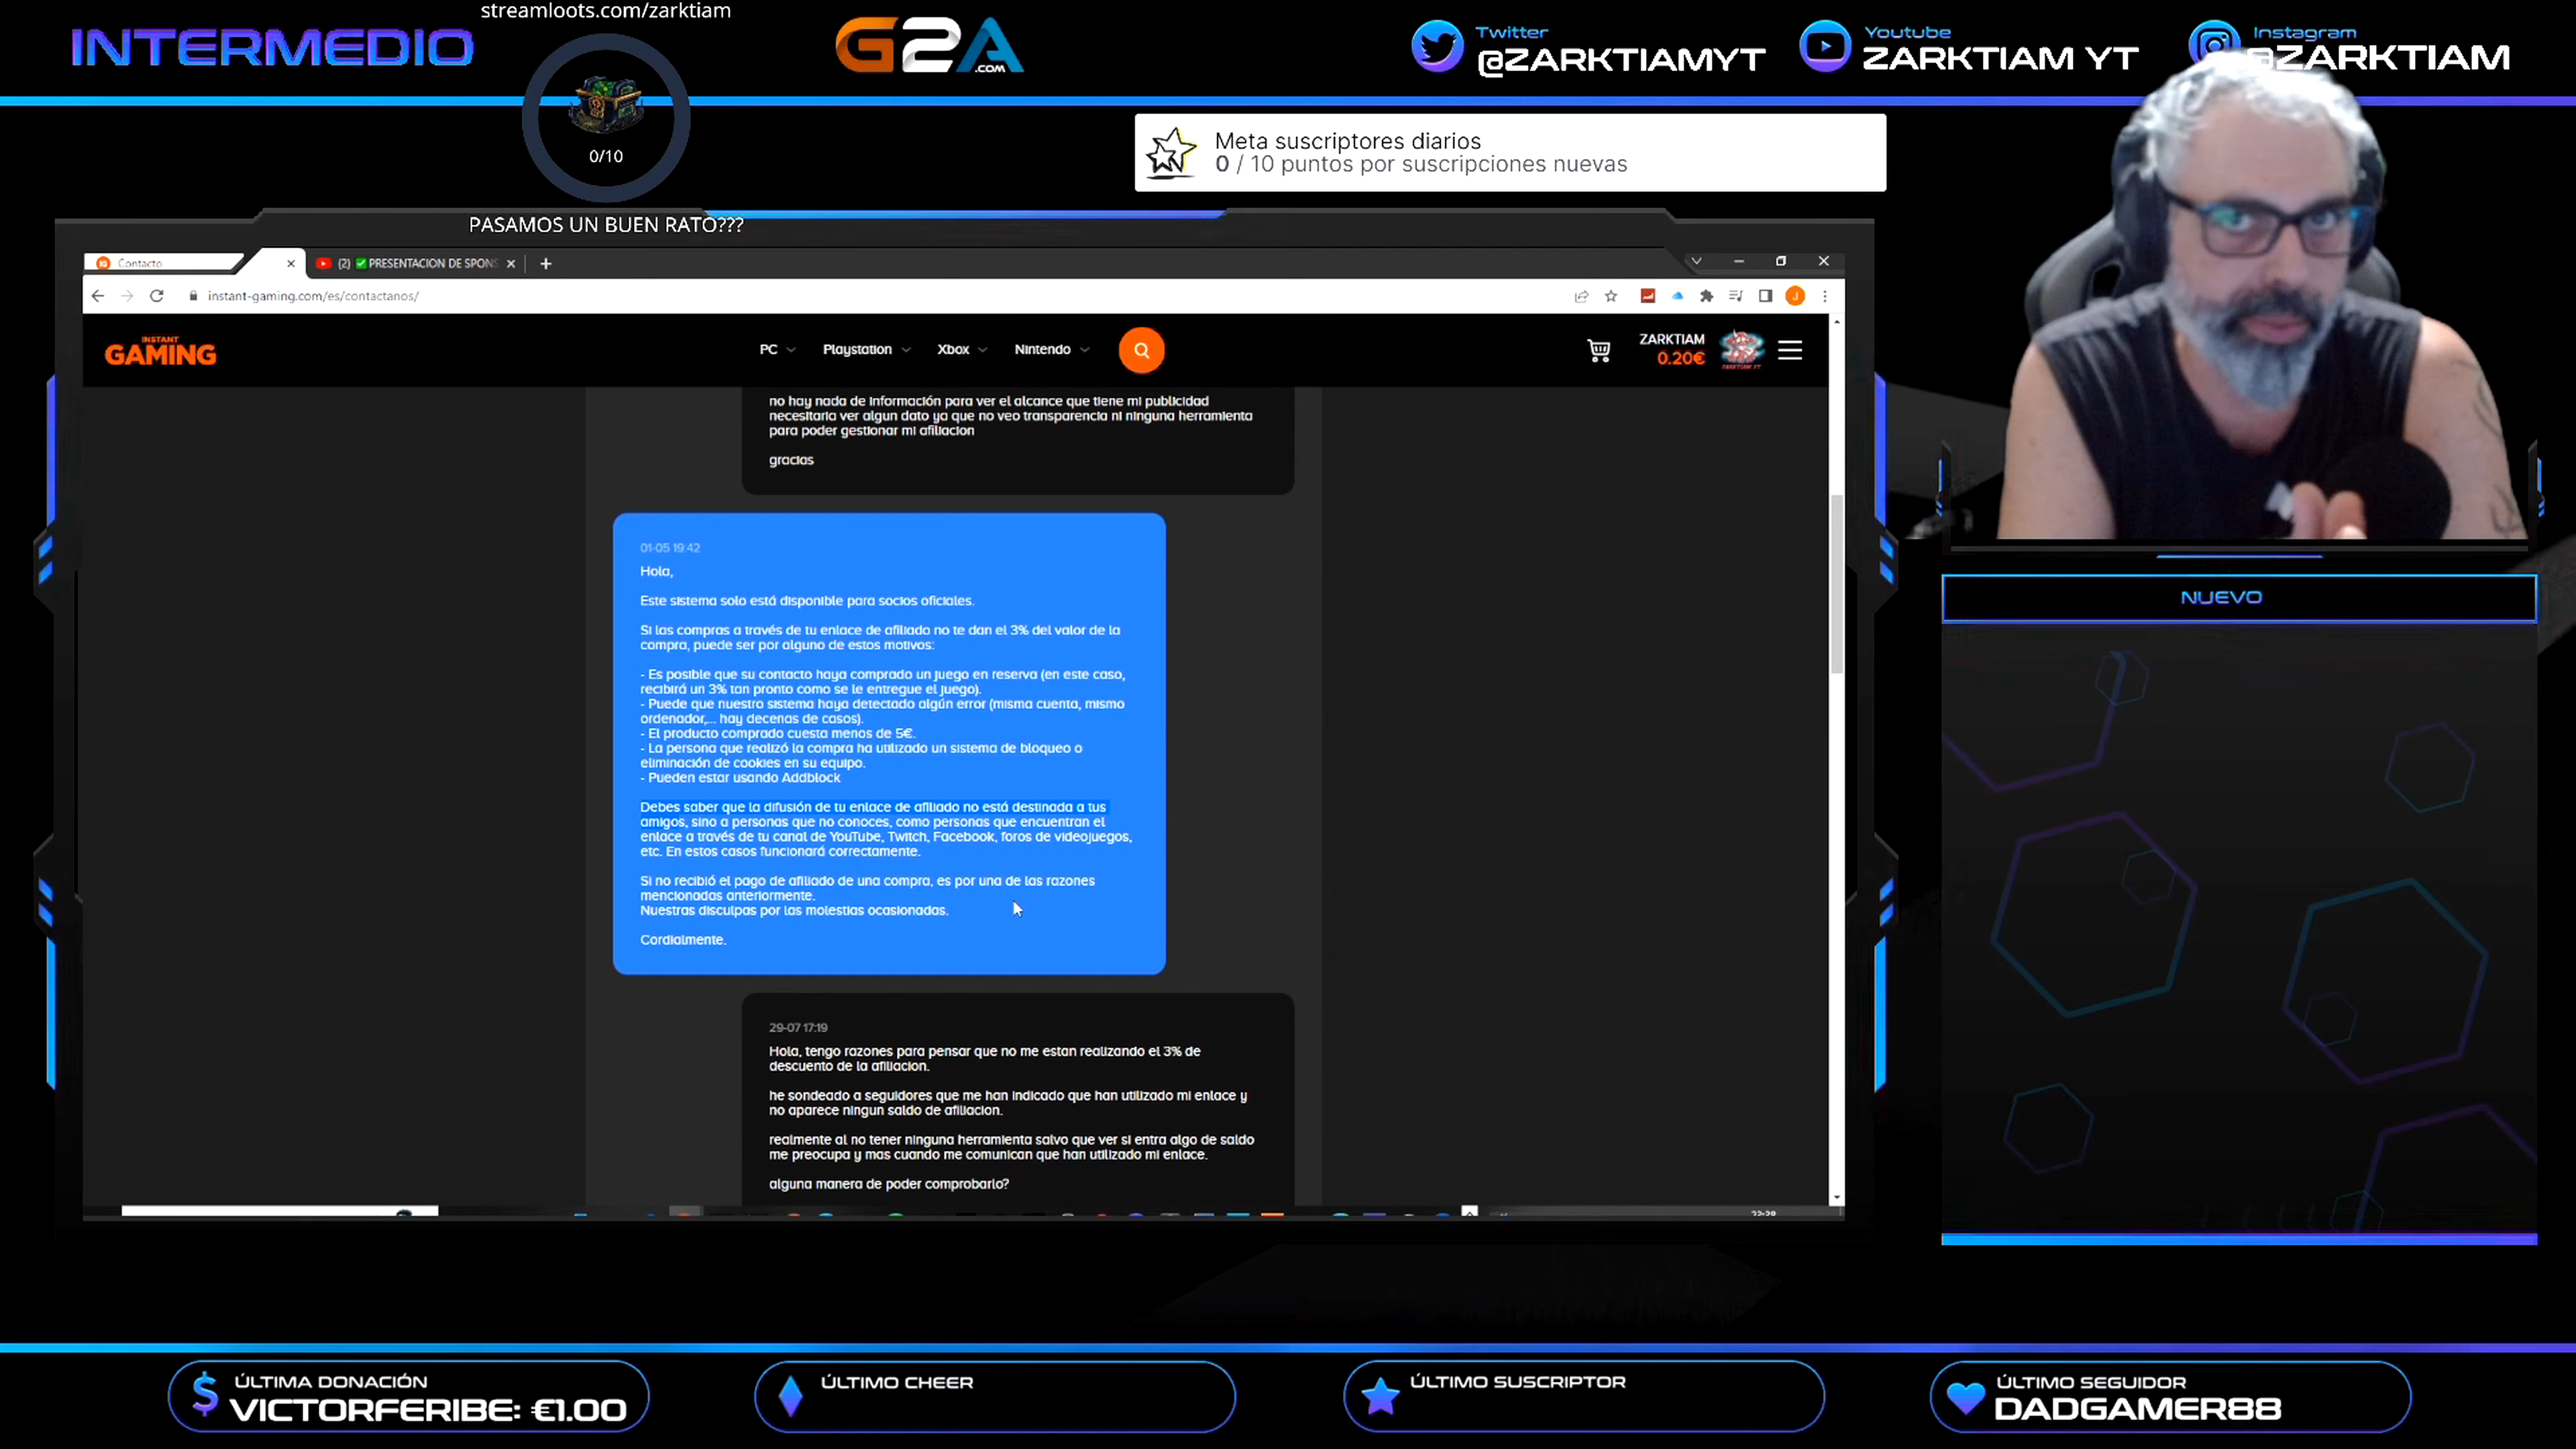 streamloots.com/zarktiam
INTERMEDIO
G2A
.COM
Twitter
@ZARKTIAMYT
Youtube
ZARKTIAM YT
Instagram
@ZARKTIAM
0/10
Meta suscriptores diarios
0 / 10 puntos por suscripciones nuevas
PASAMOS UN BUEN RATO???
Contacto
(2) ✅ PRESENTACION DE SPONS
instant-gaming.com/es/contactanos/
J
INSTANT
GAMING
PC
Playstation
Xbox
Nintendo
ZARKTIAM
0.20€
no hay nada de información para ver el alcance que tiene mi publicidad
necesitaria ver algun dato ya que no veo transparencia ni ninguna herramienta
para poder gestionar mi afiliacion
gracias
01-05 19:42
Hola,
Este sistema solo está disponible para socios oficiales.
Si las compras a través de tu enlace de afiliado no te dan el 3% del valor de la
compra, puede ser por alguno de estos motivos:
- Es posible que su contacto haya comprado un juego en reserva (en este caso,
recibirá un 3% tan pronto como se le entregue el juego).
- Puede que nuestro sistema haya detectado algún error (misma cuenta, mismo
ordenador,... hay decenas de casos).
- El producto comprado cuesta menos de 5€.
- La persona que realizó la compra ha utilizado un sistema de bloqueo o
eliminación de cookies en su equipo.
- Pueden estar usando Addblock
Debes saber que la difusión de tu enlace de afiliado no está destinada a tus
amigos, sino a personas que no conoces, como personas que encuentran el
enlace a través de tu canal de YouTube, Twitch, Facebook, foros de videojuegos,
etc. En estos casos funcionará correctamente.
Si no recibió el pago de afiliado de una compra, es por una de las razones
mencionadas anteriormente.
Nuestras disculpas por las molestias ocasionadas.
Cordialmente.
29-07 17:19
Hola, tengo razones para pensar que no me estan realizando el 3% de
descuento de la afiliacion.
he sondeado a seguidores que me han indicado que han utilizado mi enlace y
no aparece ningun saldo de afiliacion.
realmente al no tener ninguna herramienta salvo que ver si entra algo de saldo
me preocupa y mas cuando me comunican que han utilizado mi enlace.
alguna manera de poder comprobarlo?
NUEVO
ÚLTIMA DONACIÓN
VICTORFERIBE: €1.00
ÚLTIMO CHEER
ÚLTIMO SUSCRIPTOR
ÚLTIMO SEGUIDOR
DADGAMER88